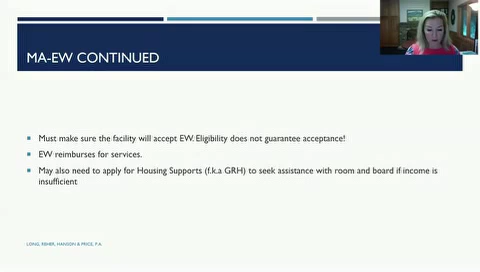 MA-EW CONTINUED
Must make sure the facility will accept EW. Eligibility does not guarantee acceptance!
EW reimburses for services.
May also need to apply for Housing Supports (f.k.a GRH) to seek assistance with room and board if income is
insufficient
LONG, REHER, HANSON & PRICE, P.A.